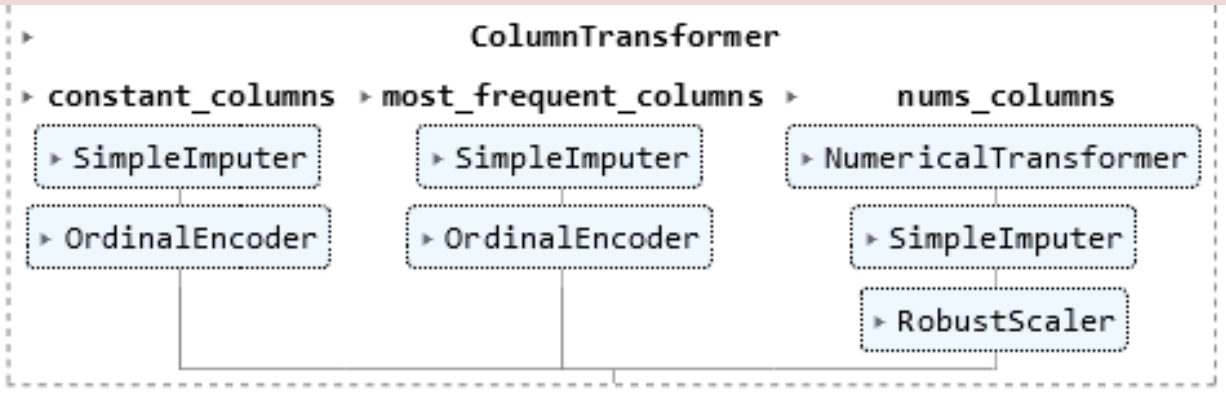 ColumnTransformer
constant_columns most_frequent_columns nums_columns
SimpleImputer SimpleImputer NumericalTransformer
OrdinalEncoder OrdinalEncoder SimpleImputer
RobustScaler